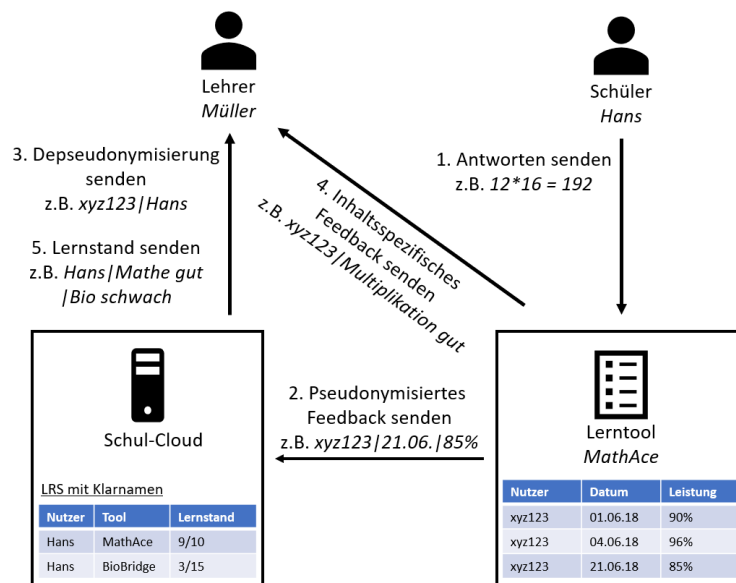 Lehrer
Müller
Schüler
Hans
3. Depseudonymisierung
senden
z.B. xyz123|Hans
1. Antworten senden
z.B. 12*16 = 192
4. Inhaltsspezifisches
Feedback senden
z.B. xyz123|Multiplikation gut
5. Lernstand senden
z.B. Hans|Mathe gut
|Bio schwach
Schul-Cloud
2. Pseudonymisiertes
Feedback senden
z.B. xyz123|21.06.|85%
Lerntool
MathAce
LRS mit Klarnamen
Nutzer Tool Lernstand
Hans MathAce 9/10
Hans BioBridge 3/15
Nutzer Datum Leistung
xyz123 01.06.18 90%
xyz123 04.06.18 96%
xyz123 21.06.18 85%